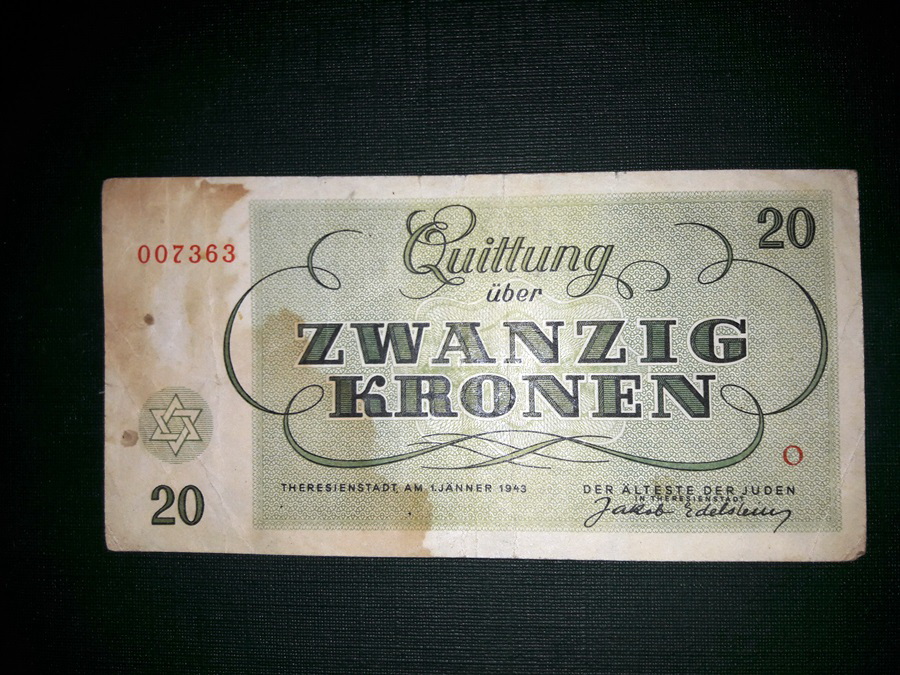 007363
Quittung
20
über
ZWANZIG
KRONEN
O
20
THERESIENSTADT, AM 1. JÄNNER 1943
DER ÄLTESTE DER JUDEN
IN THERESIENSTADT
Jakob Edelstein